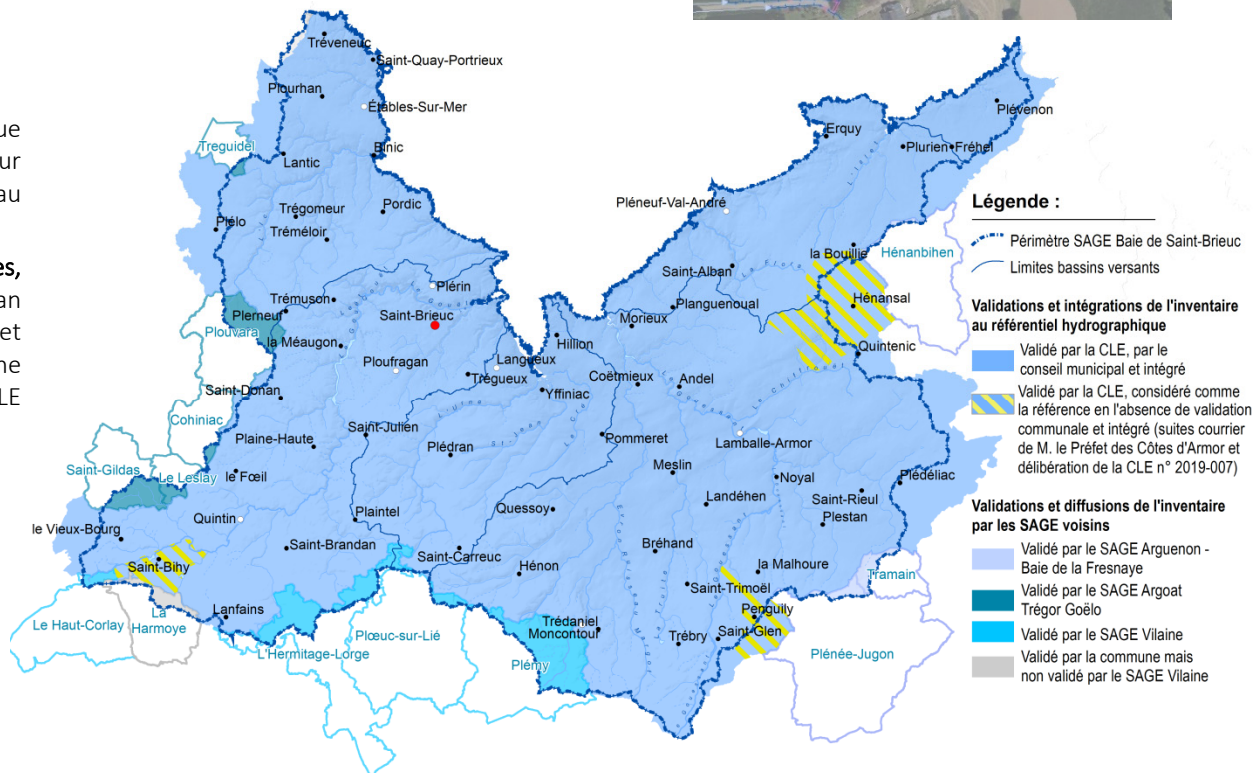 ue
ur
au
es,
an
et
ne
LE
Tréveneuc
Saint-Quay-Portrieux
Plourhan
Étables-Sur-Mer
Treguidel
Lantic
Binic
Plélo
Trégomeur
Pordic
Tréméloir
Plérin
Trémuson
Plerneuf
Saint-Brieuc
Plouvara
la Méaugon
Ploufragan
Langueux
Trégueux
Hillion
Yffiniac
Saint-Donan
Cohiniac
Plaine-Haute
Saint-Julien
Plédran
Saint-Gildas
Le Leslay
le Fœil
Quintin
Plaintel
le Vieux-Bourg
Saint-Brandan
Saint-Bihy
Lanfains
Le Haut-Corlay
La
Harmoye
L'Hermitage-Lorge
Plœuc-sur-Lié
Saint-Carreuc
Quessoy
Hénon
Plémy
Trédaniel
Moncontour
Erquy
Plévenon
Plurien
Fréhel
Pléneuf-Val-André
Saint-Alban
la Bouillie
Hénanbihen
Planguenoual
Hénansal
Morieux
Quintenic
Coëtmieux
Andel
Pommeret
Lamballe-Armor
Meslin
Noyal
Plédéliac
Landéhen
Saint-Rieul
Plestan
Bréhand
la Malhoure
Tramain
Saint-Trimoël
Penguily
Saint-Glen
Trébry
Plénée-Jugon
Légende :
Périmètre SAGE Baie de Saint-Brieuc
Limites bassins versants
Validations et intégrations de l'inventaire
au référentiel hydrographique
Validé par la CLE, par le
conseil municipal et intégré
Validé par la CLE, considéré comme
la référence en l'absence de validation
communale et intégré (suites courrier
de M. le Préfet des Côtes d'Armor et
délibération de la CLE n° 2019-007)
Validations et diffusions de l'inventaire
par les SAGE voisins
Validé par le SAGE Arguenon -
Baie de la Fresnaye
Validé par le SAGE Argoat
Trégor Goëlo
Validé par le SAGE Vilaine
Validé par la commune mais
non validé par le SAGE Vilaine